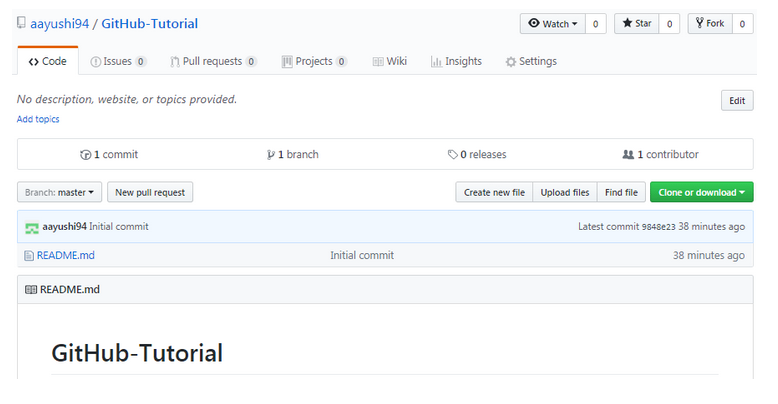 aayushi94 / GitHub-Tutorial Watch 0 Star 0 Fork 0
Code Issues 0 Pull requests 0 Projects 0 Wiki Insights Settings
No description, website, or topics provided. Edit
Add topics
1 commit 1 branch 0 releases 1 contributor
Branch: master New pull request Create new file Upload files Find file Clone or download
aayushi94 Initial commit Latest commit 9848e23 38 minutes ago
README.md Initial commit 38 minutes ago
README.md
GitHub-Tutorial